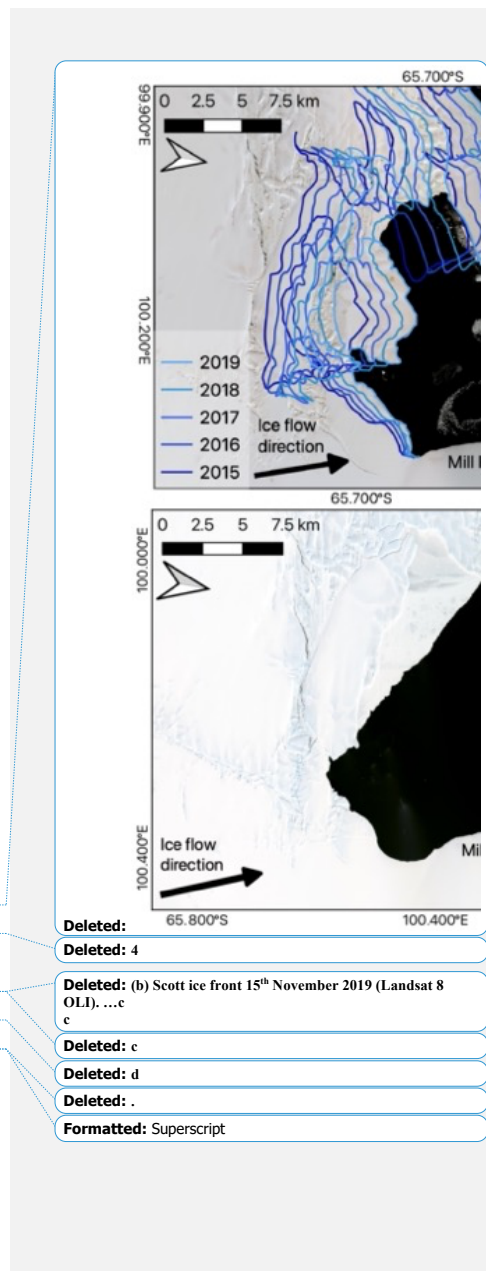 65.700°S
99.900°E
0 2.5 5 7.5 km
100.200°E
2019
2018
2017
2016
2015
Ice flow
direction
Mill
65.700°S
0 2.5 5 7.5 km
100.000°E
100.400°E
Ice flow
direction
Mil
65.800°S 100.400°E
Deleted:
Deleted: 4
Deleted: (b) Scott ice front 15th November 2019 (Landsat 8
OLI). …c
c
Deleted: c
Deleted: d
Deleted: .
Formatted: Superscript